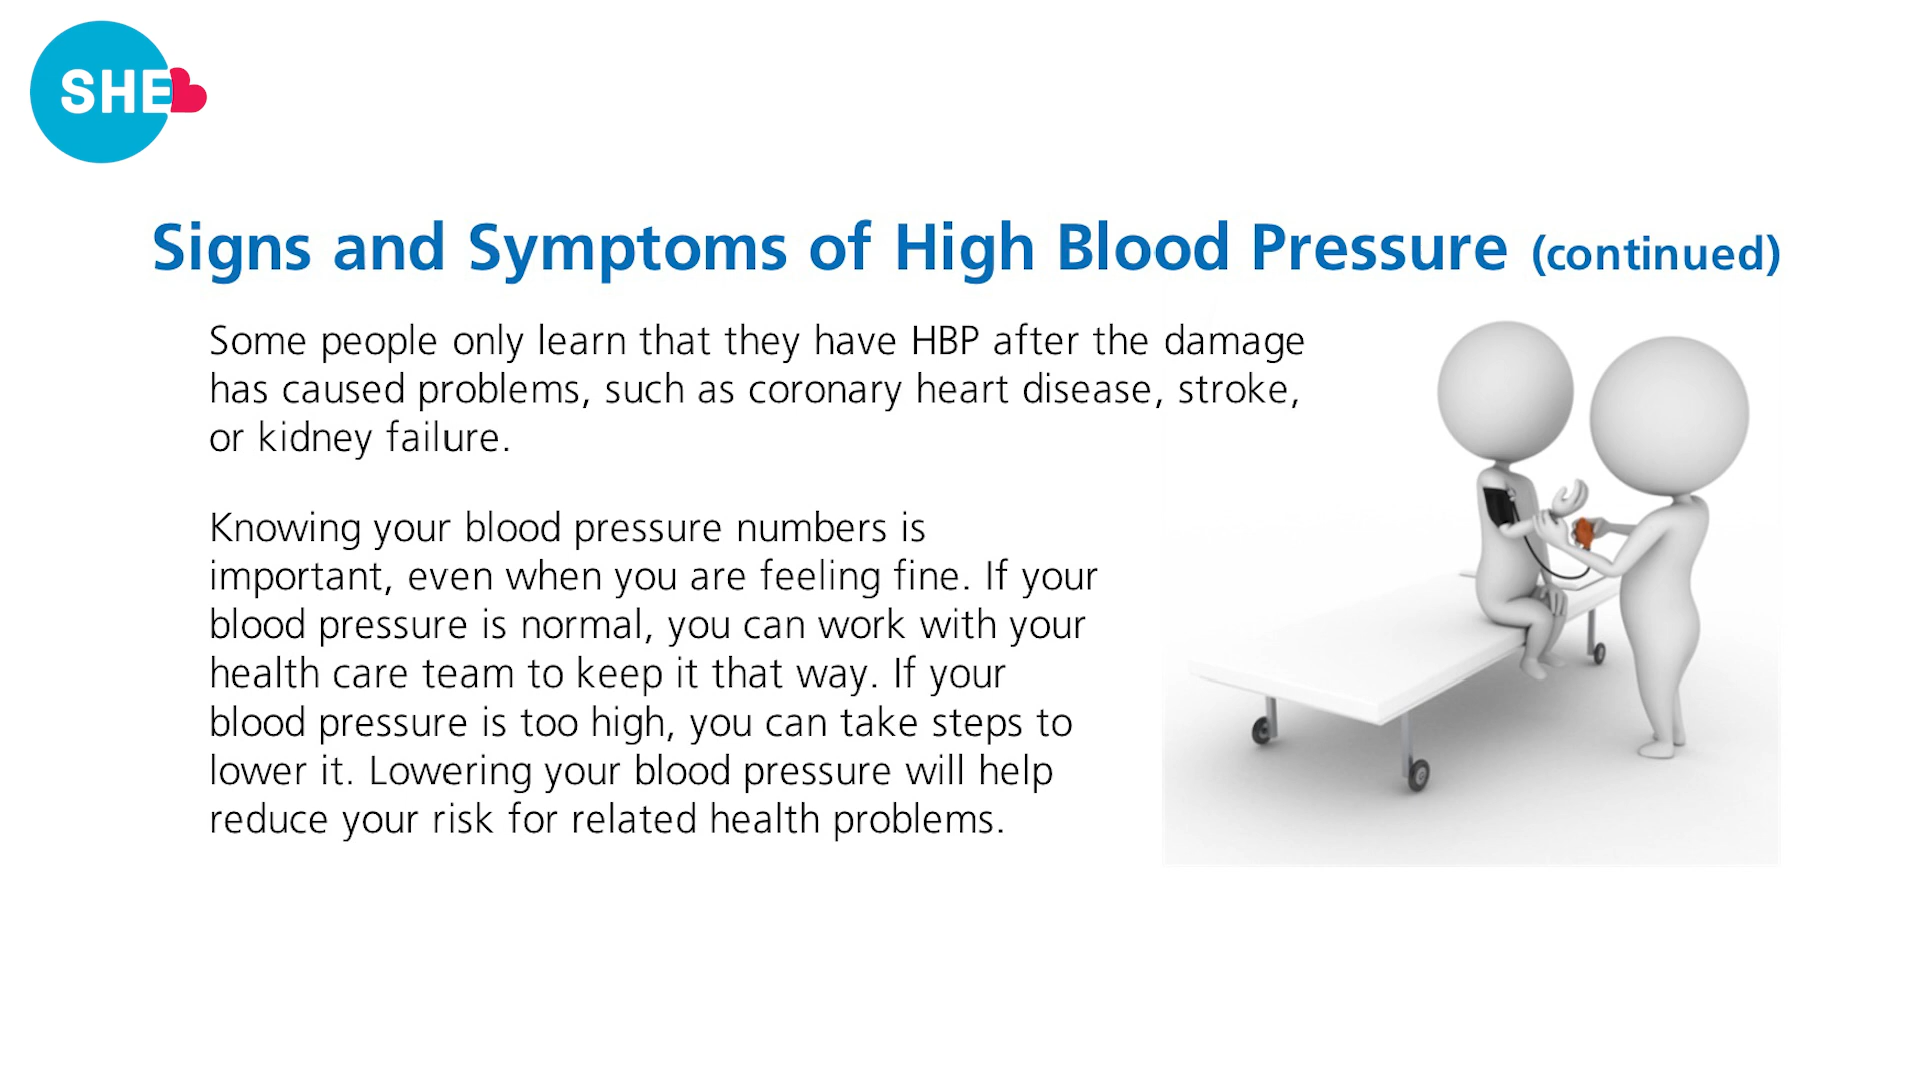 SHE
Signs and Symptoms of High Blood Pressure (continued)
Some people only learn that they have HBP after the damage
has caused problems, such as coronary heart disease, stroke,
or kidney failure.
Knowing your blood pressure numbers is
important, even when you are feeling fine. If your
blood pressure is normal, you can work with your
health care team to keep it that way. If your
blood pressure is too high, you can take steps to
lower it. Lowering your blood pressure will help
reduce your risk for related health problems.